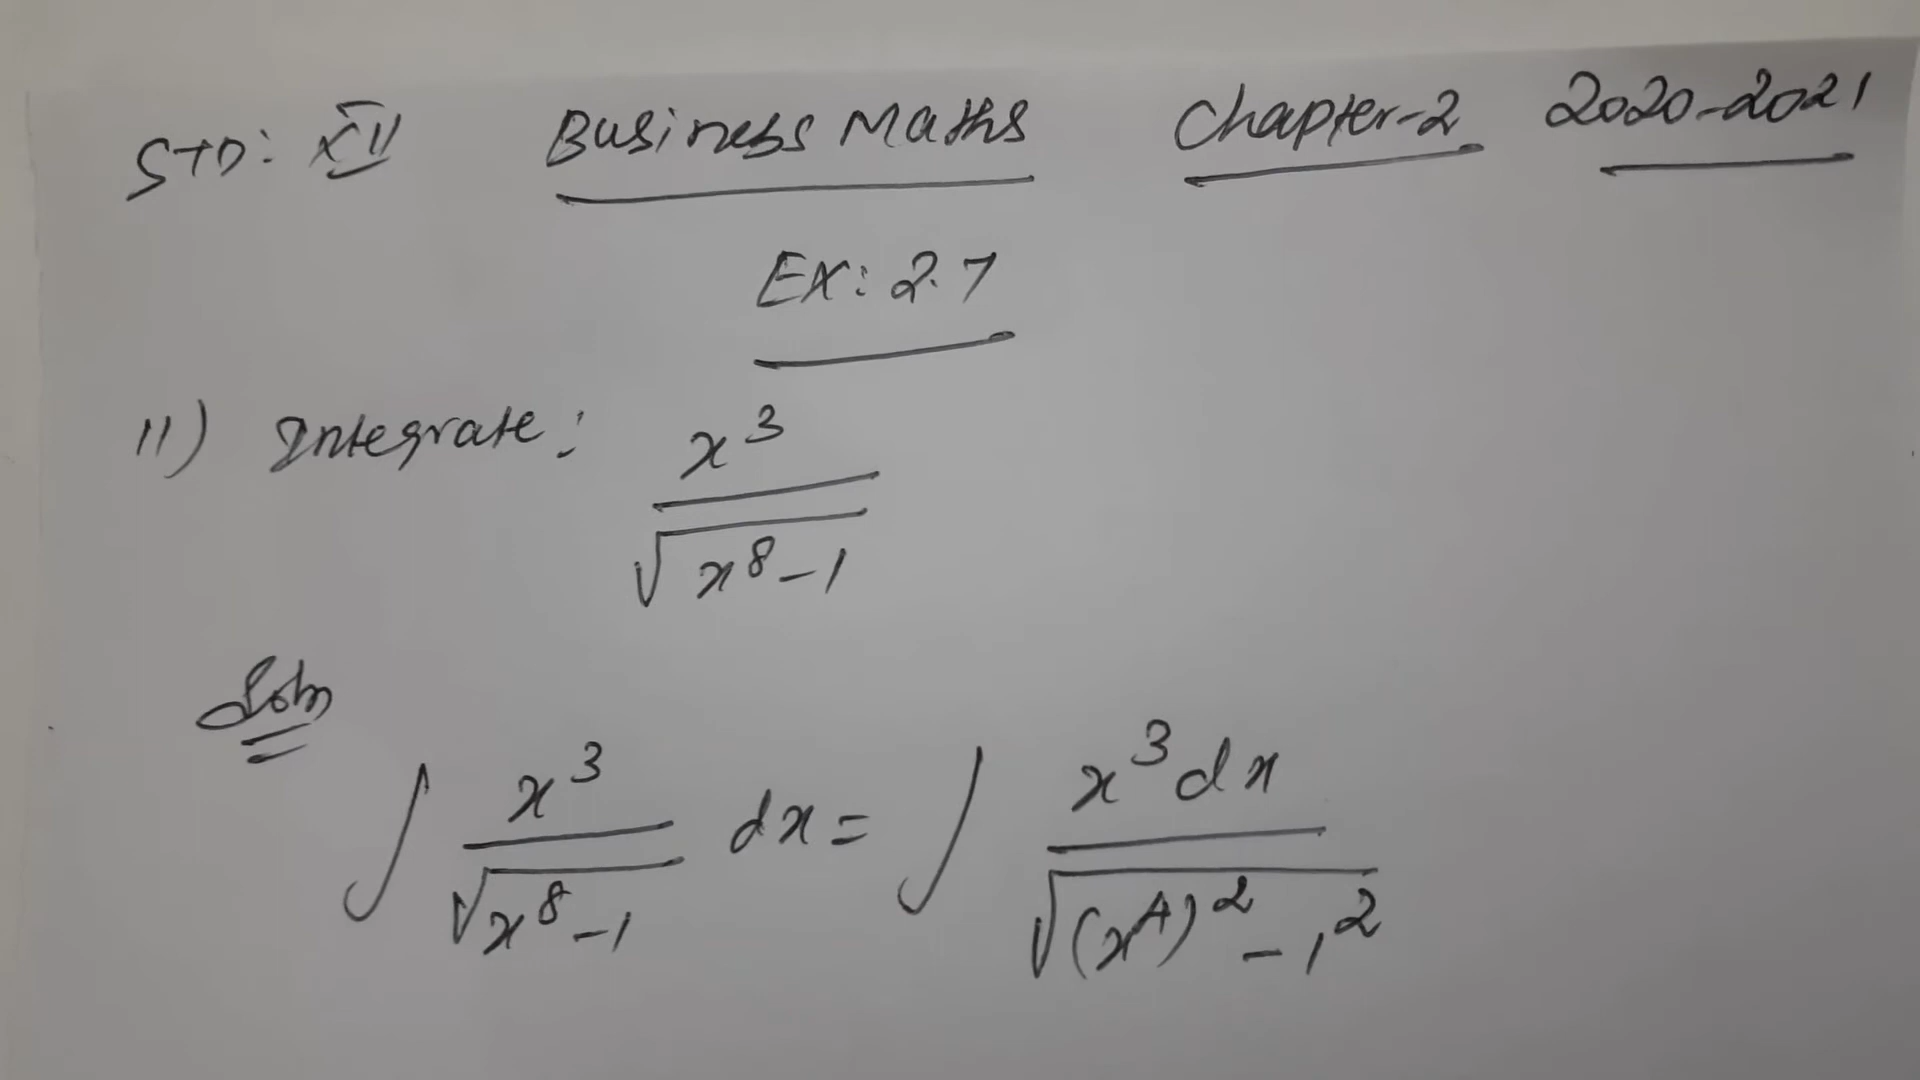 STD: XII Business Maths Chapter-2 2020-2021
EX: 2.7
11) Integrate: x³/√(x⁸-1)
Soln
∫ x³/√(x⁸-1) dx = ∫ x³dx/√((x⁴)²-1²)